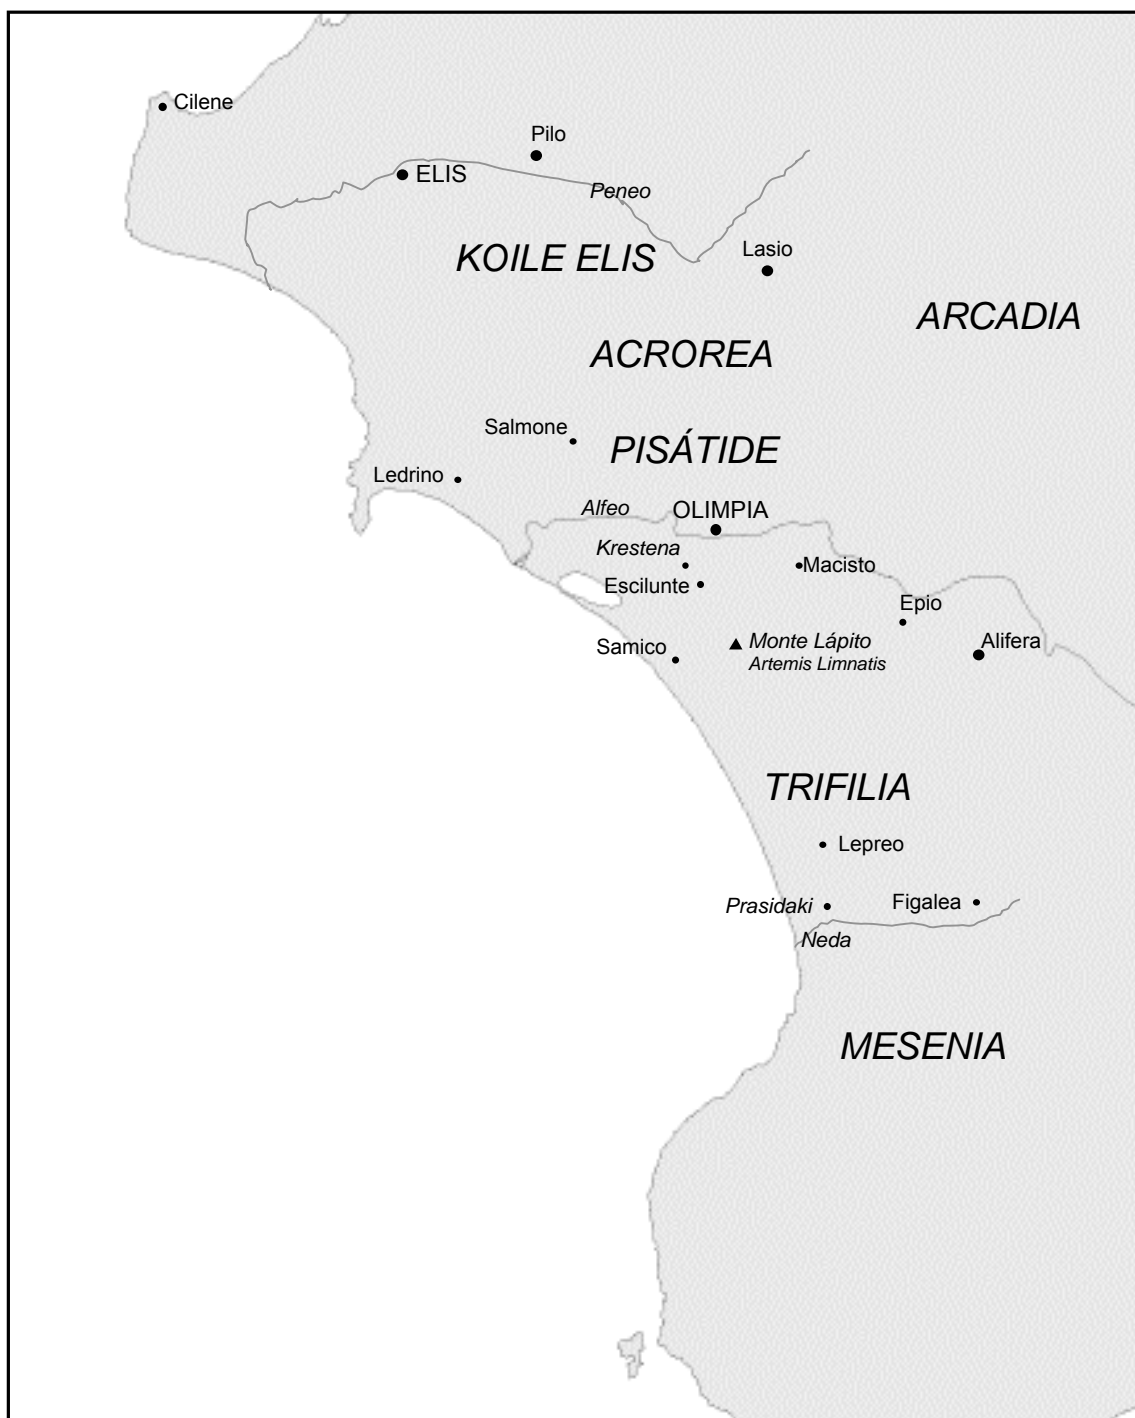 Cilene
Pilo
ELIS
Peneo
KOILE ELIS
Lasio
ARCADIA
ACROREA
Salmone
PISÁTIDE
Ledrino
Alfeo
OLIMPIA
Krestena
Macisto
Escilunte
Epio
Samico
Monte Lápito
Alifera
Artemis Limnatis
TRIFILIA
Lepreo
Prasidaki
Figalea
Neda
MESENIA